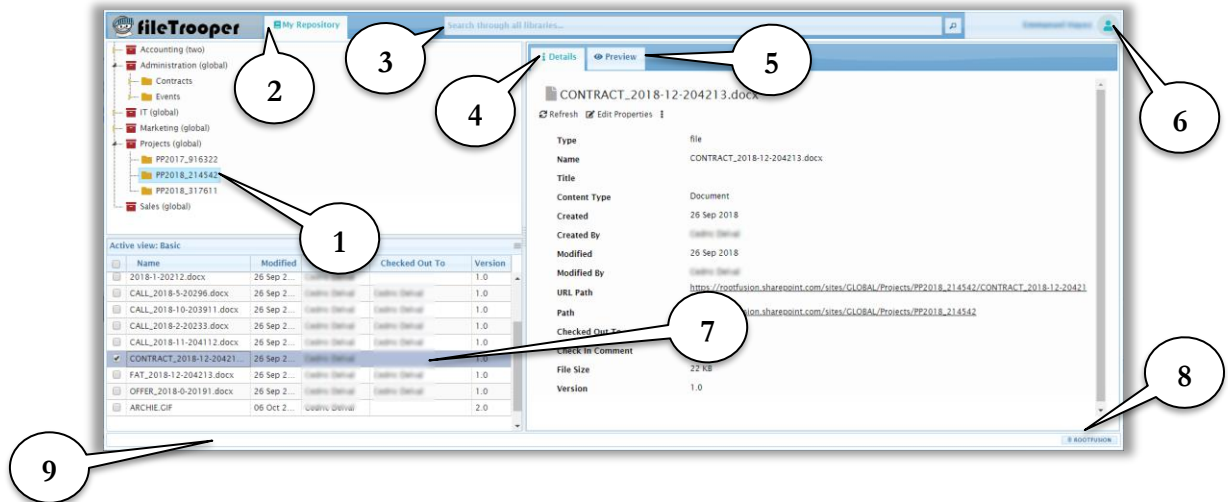 fileTrooper
My Repository
Search through all libraries...
Accounting (two)
Administration (global)
Contracts
Events
IT (global)
Marketing (global)
Projects (global)
PP2017_916322
PP2018_214542
PP2018_317611
Sales (global)
1
2
3
4
5
6
7
8
9
Active view: Basic
Name Modified Checked Out To Version
2018-1-20212.docx 26 Sep 2... 1.0
CALL_2018-5-20296.docx 26 Sep 2... 1.0
CALL_2018-10-203911.docx 26 Sep 2... 1.0
CALL_2018-2-20233.docx 26 Sep 2... 1.0
CALL_2018-11-204112.docx 26 Sep 2... 1.0
CONTRACT_2018-12-20421... 26 Sep 2... 1.0
FAT_2018-12-204213.docx 26 Sep 2... 1.0
OFFER_2018-0-20191.docx 26 Sep 2... 1.0
ARCHIE.GIF 06 Oct 2... 2.0
Details Preview
CONTRACT_2018-12-204213.docx
Refresh Edit Properties
Type file
Name CONTRACT_2018-12-204213.docx
Title
Content Type Document
Created 26 Sep 2018
Created By
Modified 26 Sep 2018
Modified By
URL Path https://rootfusion.sharepoint.com/sites/GLOBAL/Projects/PP2018_214542/CONTRACT_2018-12-20421
Path sion.sharepoint.com/sites/GLOBAL/Projects/PP2018_214542
Checked Out To
Check In Comment
File Size 22 KB
Version 1.0
ROOTFUSION